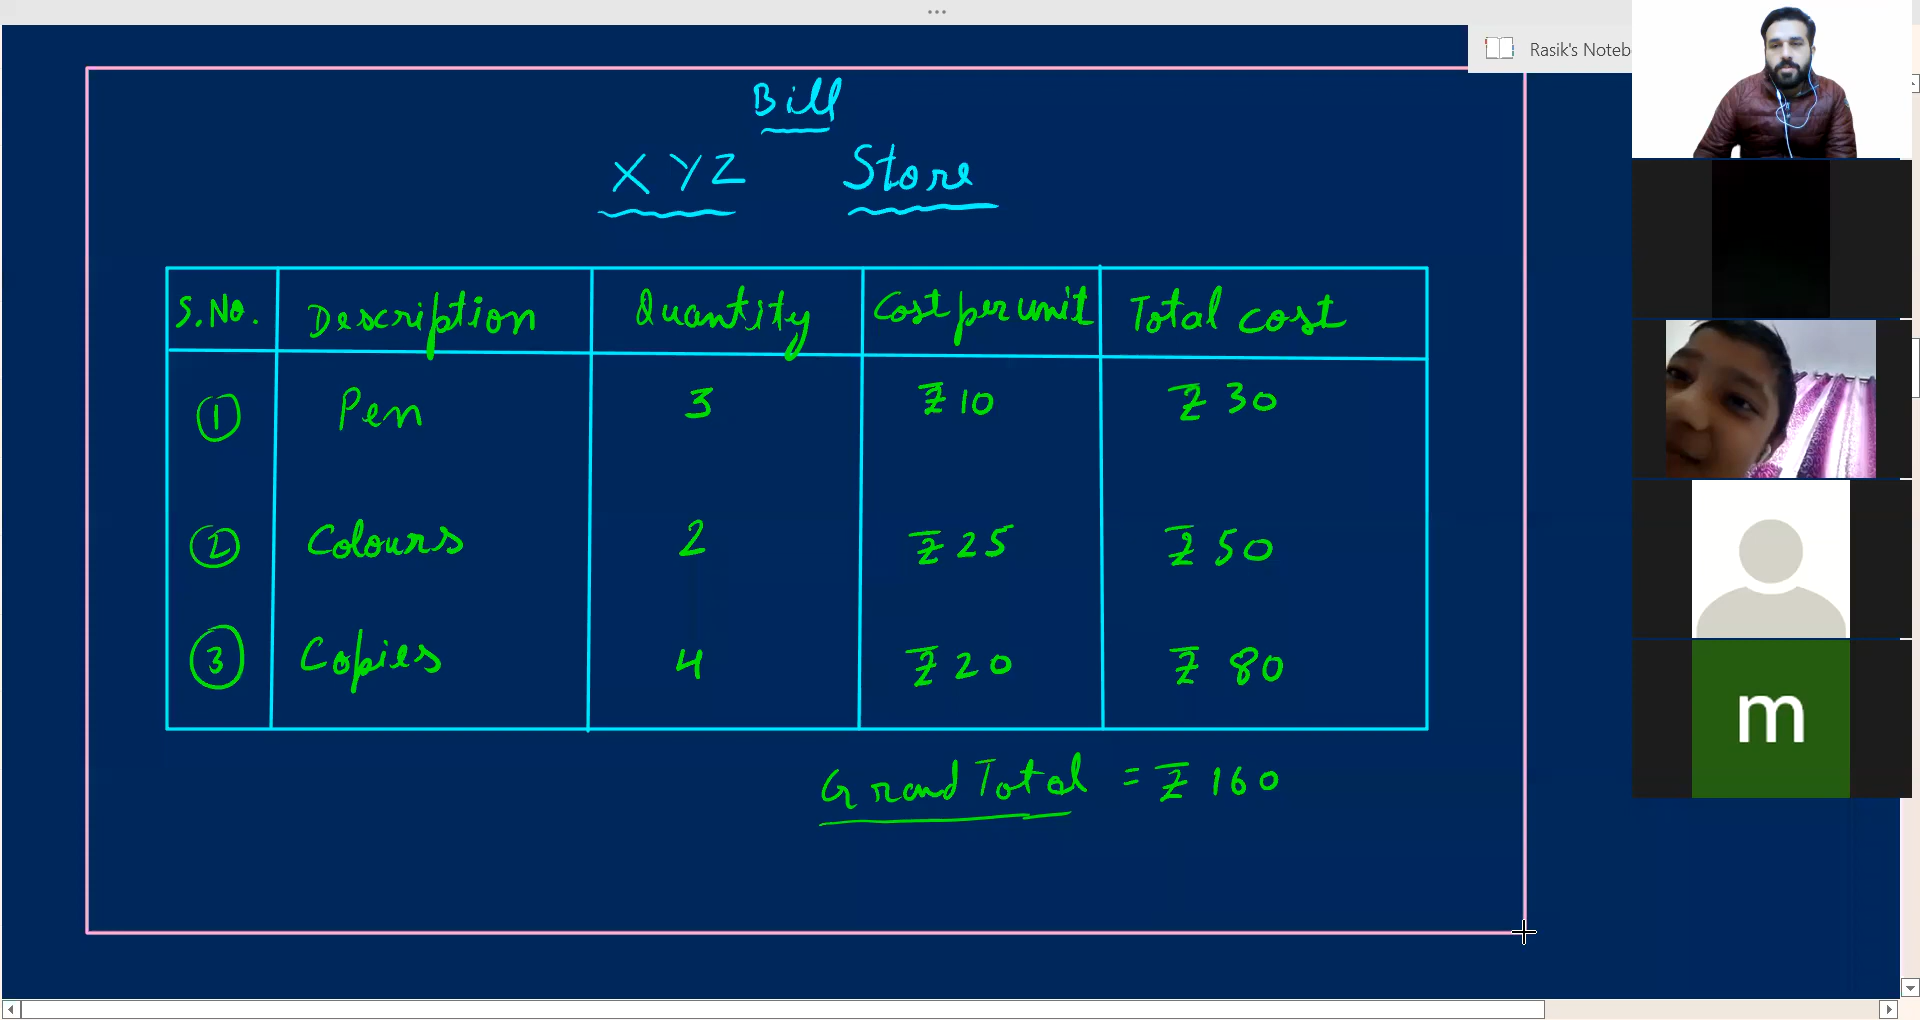 Rasik's Noteb
Bill
XYZ Store
S.No. Description Quantity Cost per unit Total cost
1 Pen 3 ₹10 ₹30
2 Colours 2 ₹25 ₹50
3 Copies 4 ₹20 ₹80
Grand Total = ₹160
m